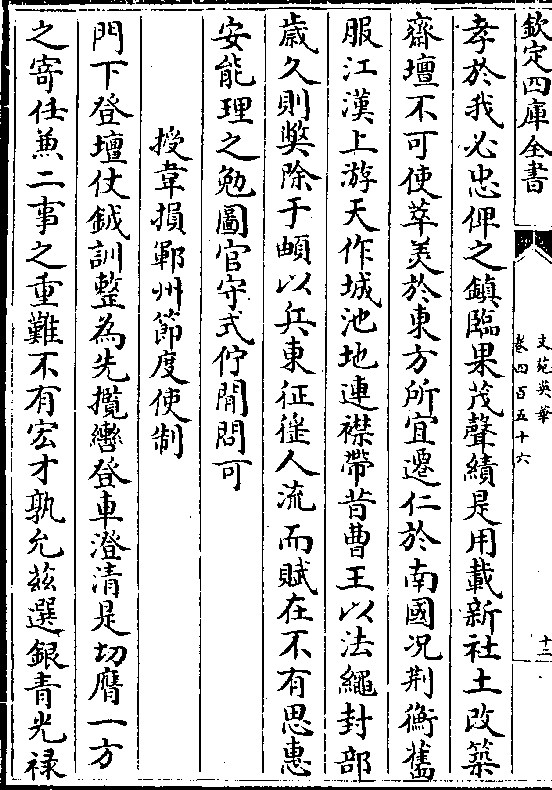 欽定四庫全書
文苑英華
卷四百五十六
十二
孝於我必忠俾之鎮臨果茂聲績是用載新社土改築
齋壇不可使萃美於東方所宜遷仁於南國况荆衡舊
服江漢上游天作城池地連襟帶昔曹王以法繩封部
歲久則獘除于頔以兵東征徭人流而賦在不有思惠
安能理之勉圖官守式佇聞問可
授韋損鄆州節度使制
門下登壇仗鉞訓整為先攬轡登車澄清是切膺一方
之寄任兼二事之重難不有宏才孰允兹選銀青光禄